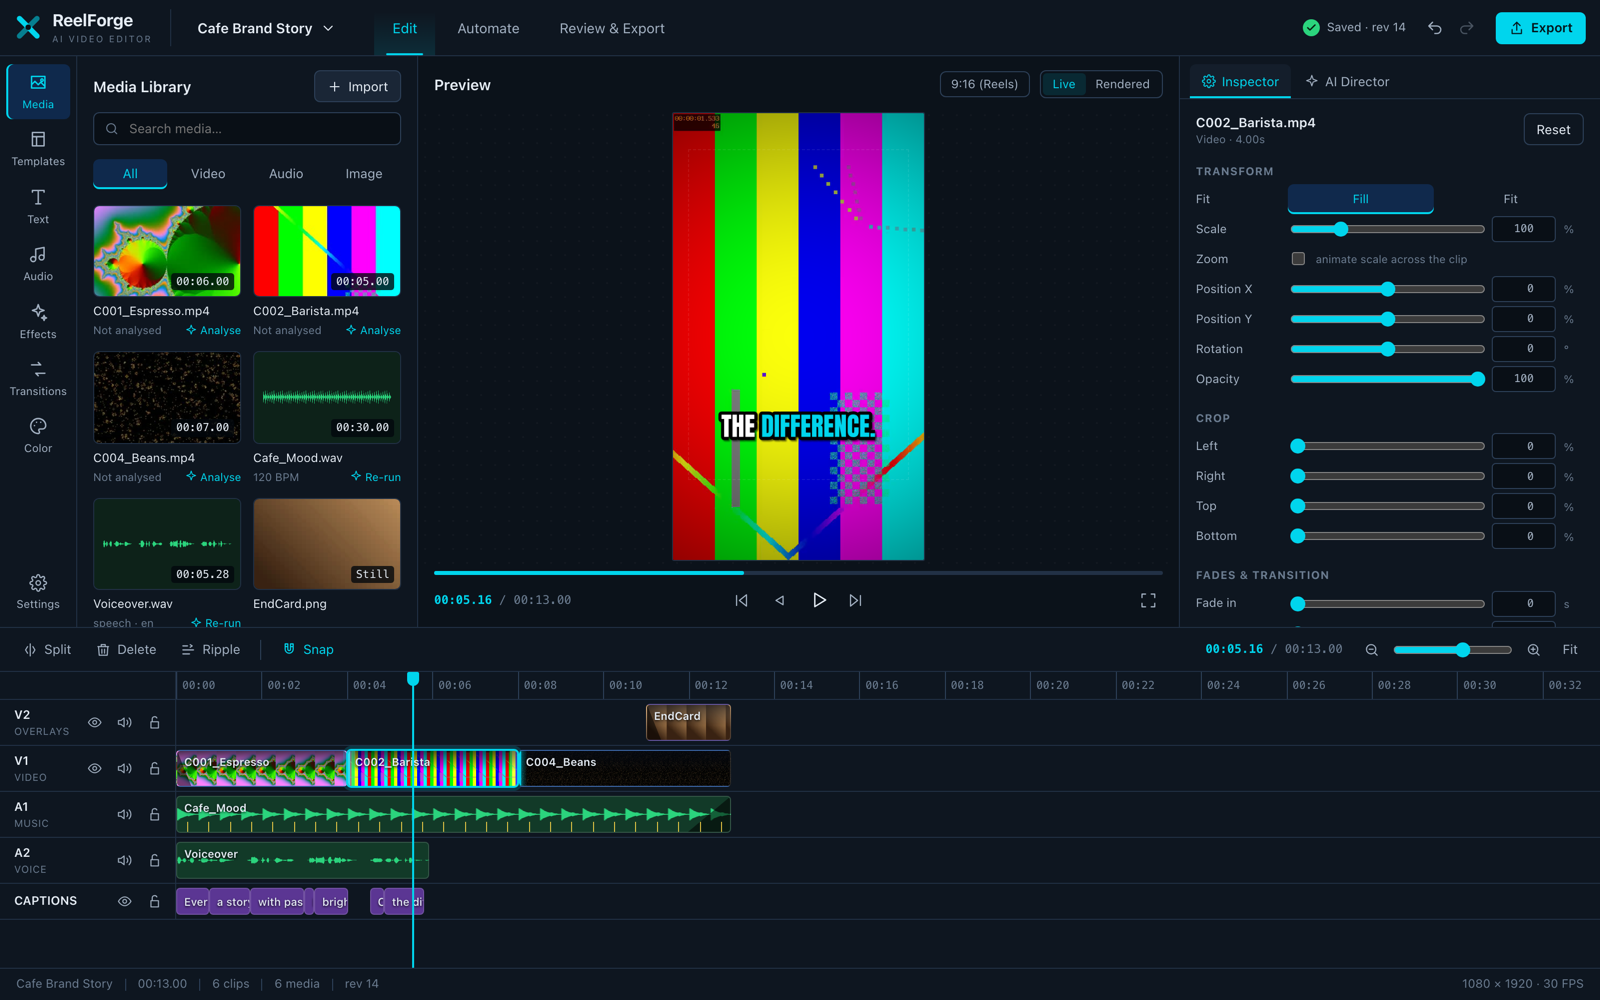 ReelForge
AI VIDEO EDITOR
Cafe Brand Story
Edit
Automate
Review & Export
Saved · rev 14
Export
Media
Templates
Text
Audio
Effects
Transitions
Color
Settings
Media Library
Import
Search media...
All
Video
Audio
Image
00:06.00
00:05.00
C001_Espresso.mp4
C002_Barista.mp4
Not analysed
Analyse
Not analysed
Analyse
00:07.00
00:30.00
C004_Beans.mp4
Cafe_Mood.wav
Not analysed
Analyse
120 BPM
Re-run
00:05.28
Still
Voiceover.wav
EndCard.png
speech · en
Re-run
Preview
9:16 (Reels)
Live
Rendered
00:00:01.533
46
THE DIFFERENCE.
00:05.16 / 00:13.00
Inspector
AI Director
C002_Barista.mp4
Video · 4.00s
Reset
TRANSFORM
Fit
Fill
Fit
Scale
100 %
Zoom
animate scale across the clip
Position X
0 %
Position Y
0 %
Rotation
0 °
Opacity
100 %
CROP
Left
0 %
Right
0 %
Top
0 %
Bottom
0 %
FADES & TRANSITION
Fade in
0 s
Split
Delete
Ripple
Snap
00:05.16 / 00:13.00
Fit
00:00
00:02
00:04
00:06
00:08
00:10
00:12
00:14
00:16
00:18
00:20
00:22
00:24
00:26
00:28
00:30
00:32
V2
OVERLAYS
EndCard
V1
VIDEO
C001_Espresso
C002_Barista
C004_Beans
A1
MUSIC
Cafe_Mood
A2
VOICE
Voiceover
CAPTIONS
Ever
a stor
with pas
brigh
C
the di
Cafe Brand Story
00:13.00
6 clips
6 media
rev 14
1080 × 1920 · 30 FPS